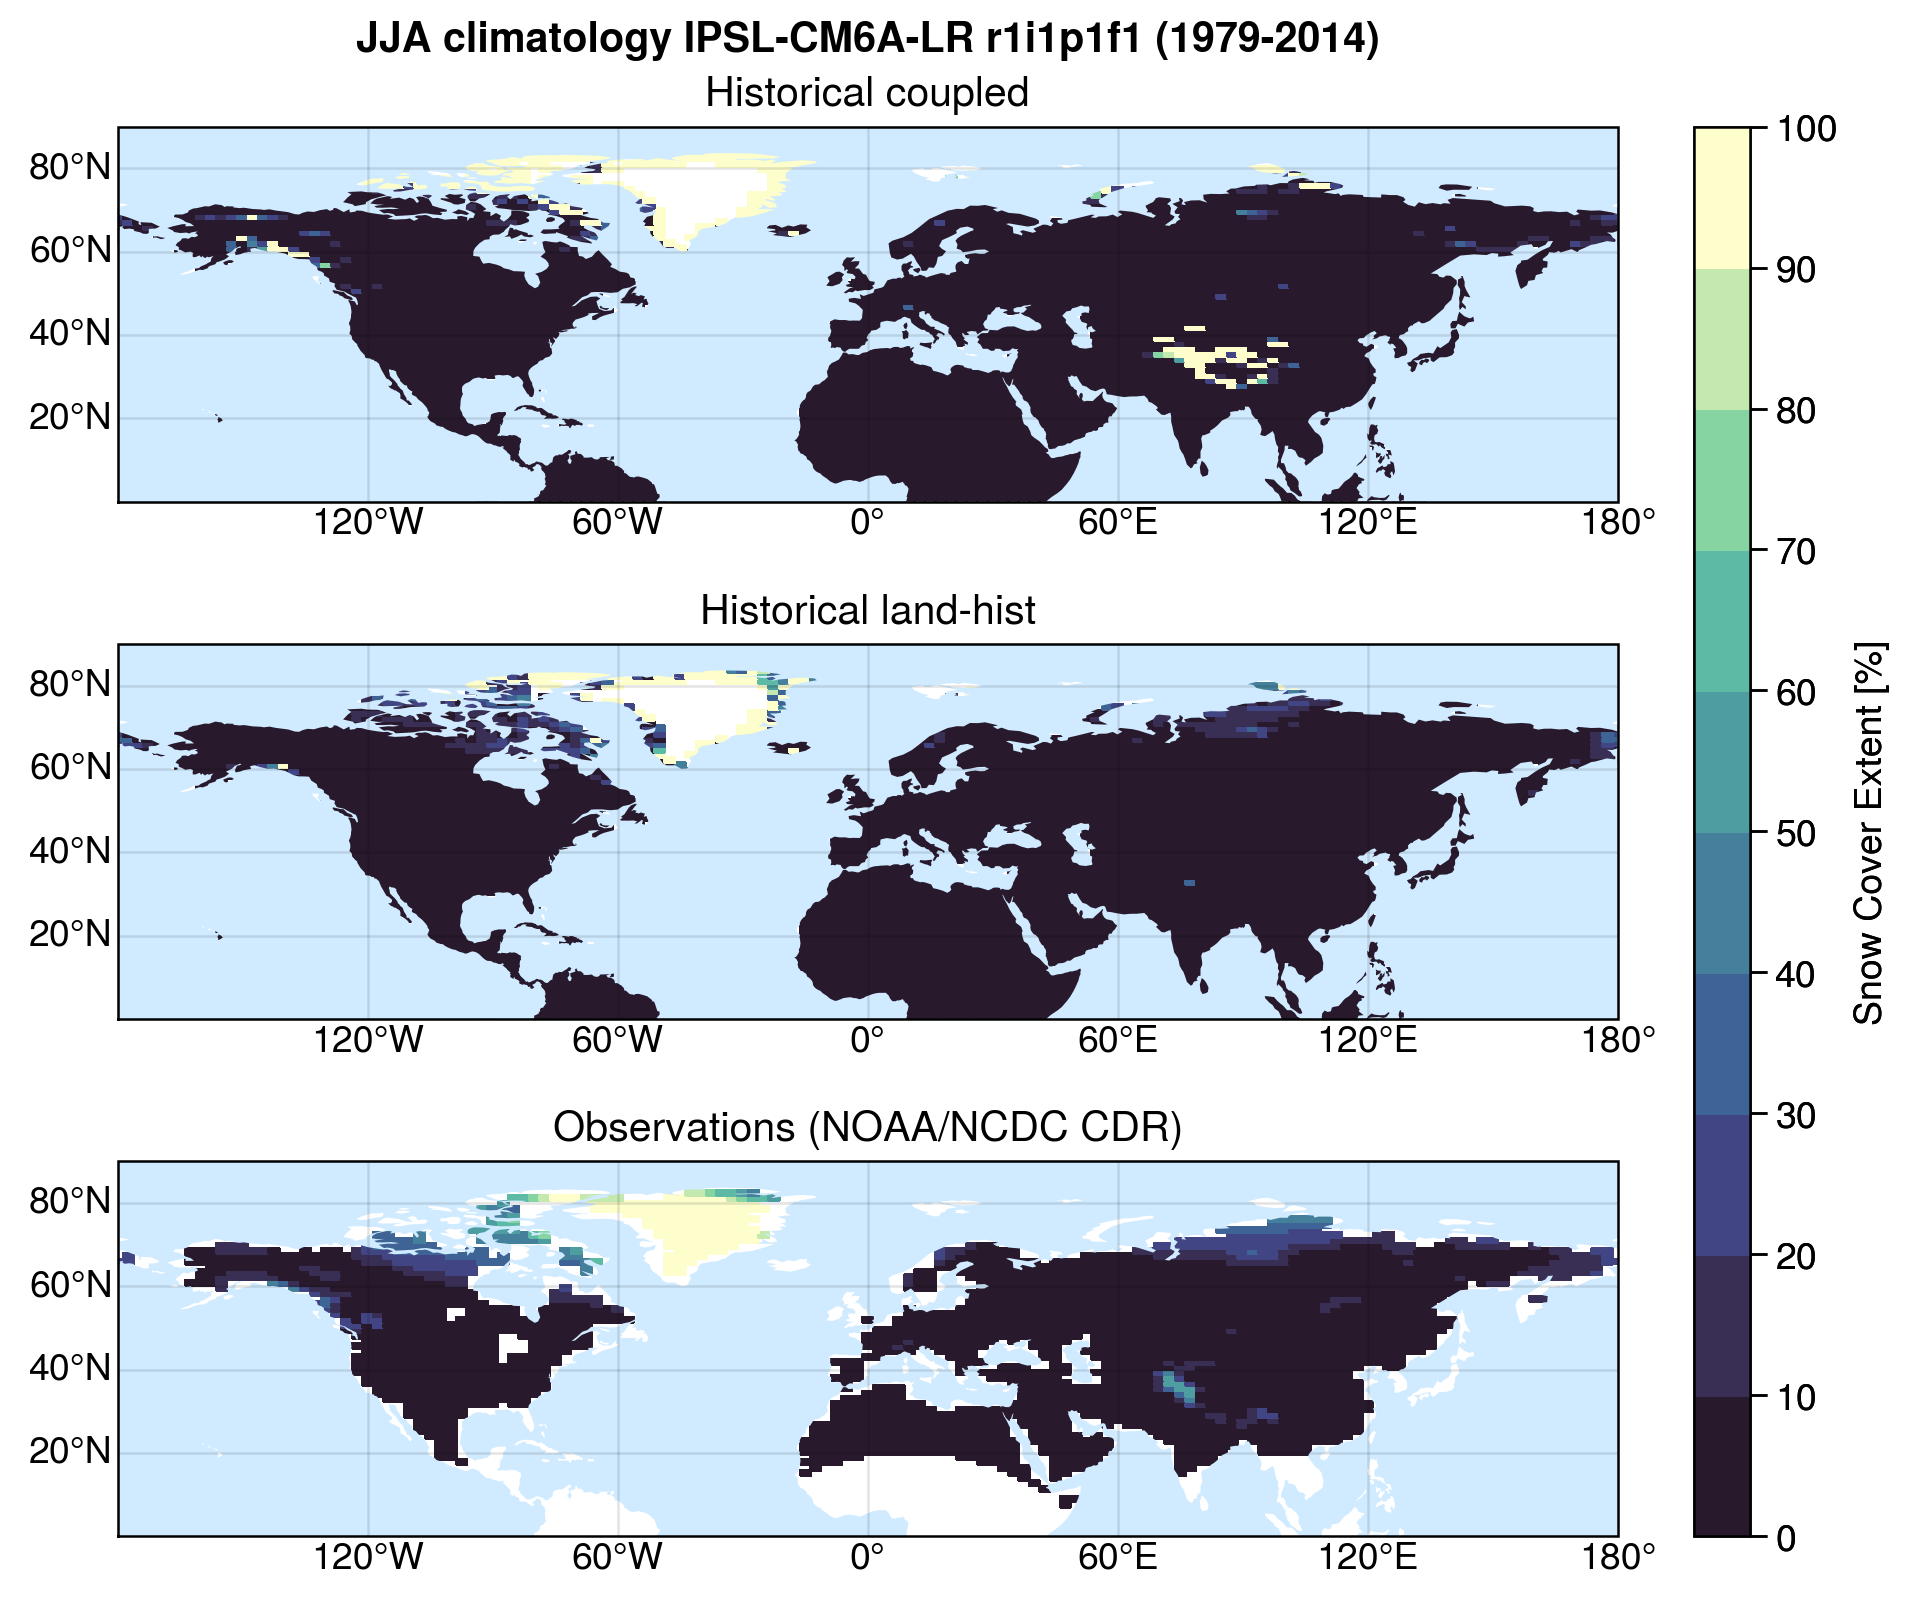 JJA climatology IPSL-CM6A-LR r1i1p1f1 (1979-2014)
Historical coupled
80°N
60°N
40°N
20°N
120°W 60°W 0° 60°E 120°E 180°
Historical land-hist
80°N
60°N
40°N
20°N
120°W 60°W 0° 60°E 120°E 180°
Observations (NOAA/NCDC CDR)
80°N
60°N
40°N
20°N
120°W 60°W 0° 60°E 120°E 180°
100
90
80
70
60
50
40
30
20
10
0
Snow Cover Extent [%]